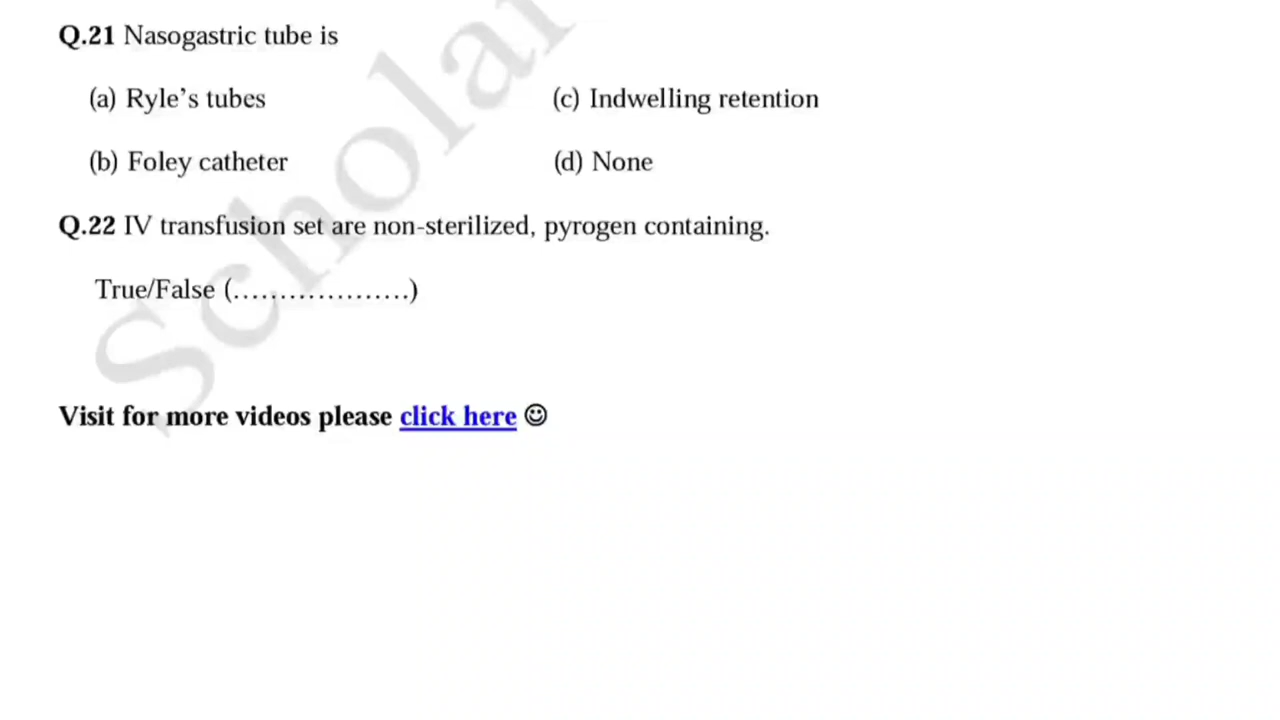 Q.21 Nasogastric tube is
(a) Ryle’s tubes (c) Indwelling retention
(b) Foley catheter (d) None
Q.22 IV transfusion set are non-sterilized, pyrogen containing.
True/False (...................)
Visit for more videos please click here ☺
Scholar